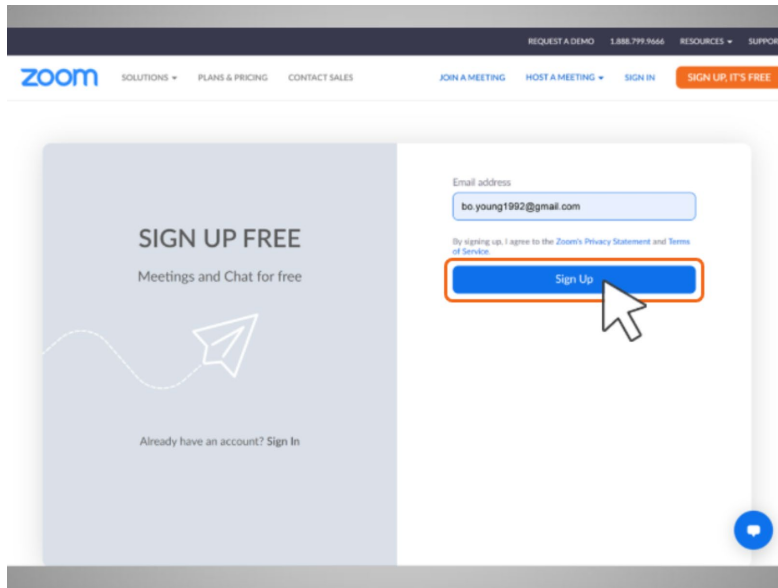 REQUEST A DEMO 1.888.799.9666 RESOURCES SUPPOR
zoom SOLUTIONS PLANS & PRICING CONTACT SALES JOIN A MEETING HOST A MEETING SIGN IN SIGN UP, IT'S FREE
Email address
bo.young1992@gmail.com
SIGN UP FREE
Meetings and Chat for free
By signing up, I agree to the Zoom's Privacy Statement and Terms
of Service.
Sign Up
Already have an account? Sign In